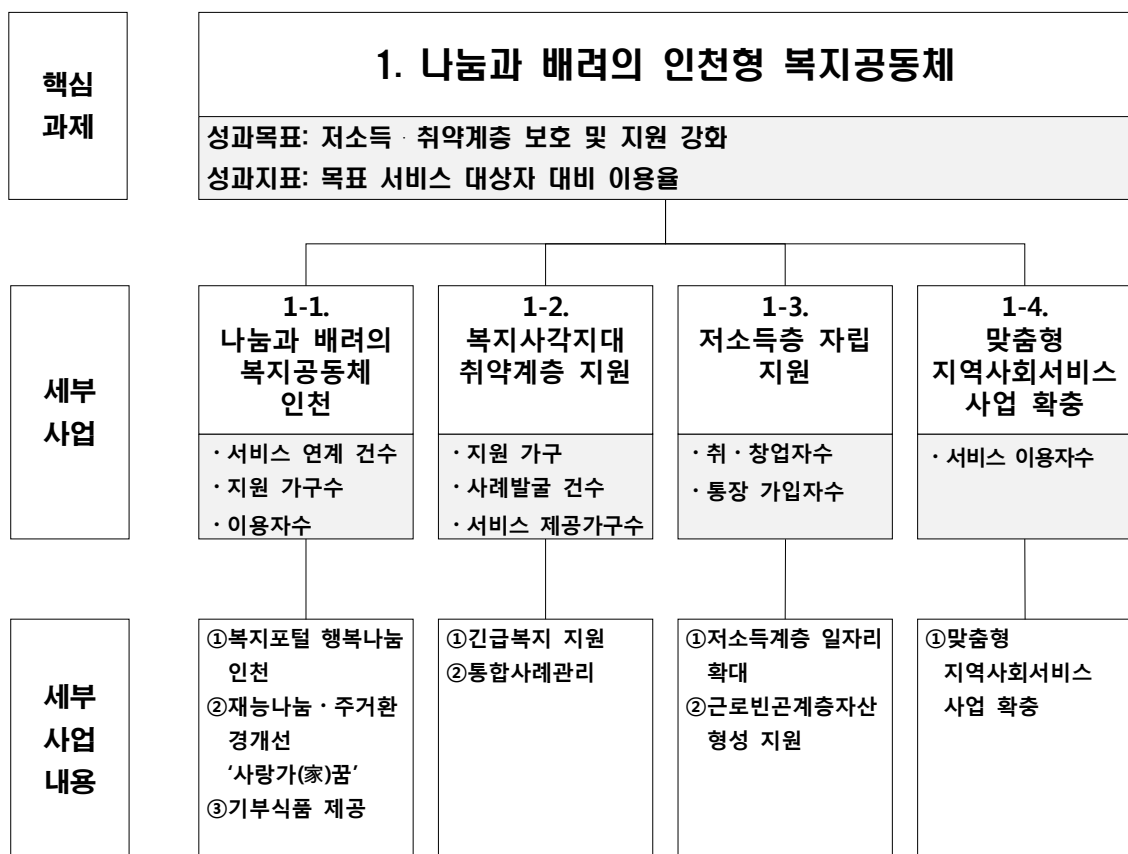 핵심
과제
1. 나눔과 배려의 인천형 복지공동체
성과목표: 저소득 · 취약계층 보호 및 지원 강화
성과지표: 목표 서비스 대상자 대비 이용율
세부
사업
1-1.
나눔과 배려의
복지공동체
인천
· 서비스 연계 건수
· 지원 가구수
· 이용자수
1-2.
복지사각지대
취약계층 지원
· 지원 가구
· 사례발굴 건수
· 서비스 제공가구수
1-3.
저소득층 자립
지원
· 취 · 창업자수
· 통장 가입자수
1-4.
맞춤형
지역사회서비스
사업 확충
· 서비스 이용자수
세부
사업
내용
①복지포털 행복나눔
인천
②재능나눔 · 주거환
경개선
‘사랑가(家)꿈’
③기부식품 제공
①긴급복지 지원
②통합사례관리
①저소득계층 일자리
확대
②근로빈곤계층자산
형성 지원
①맞춤형
지역사회서비스
사업 확충